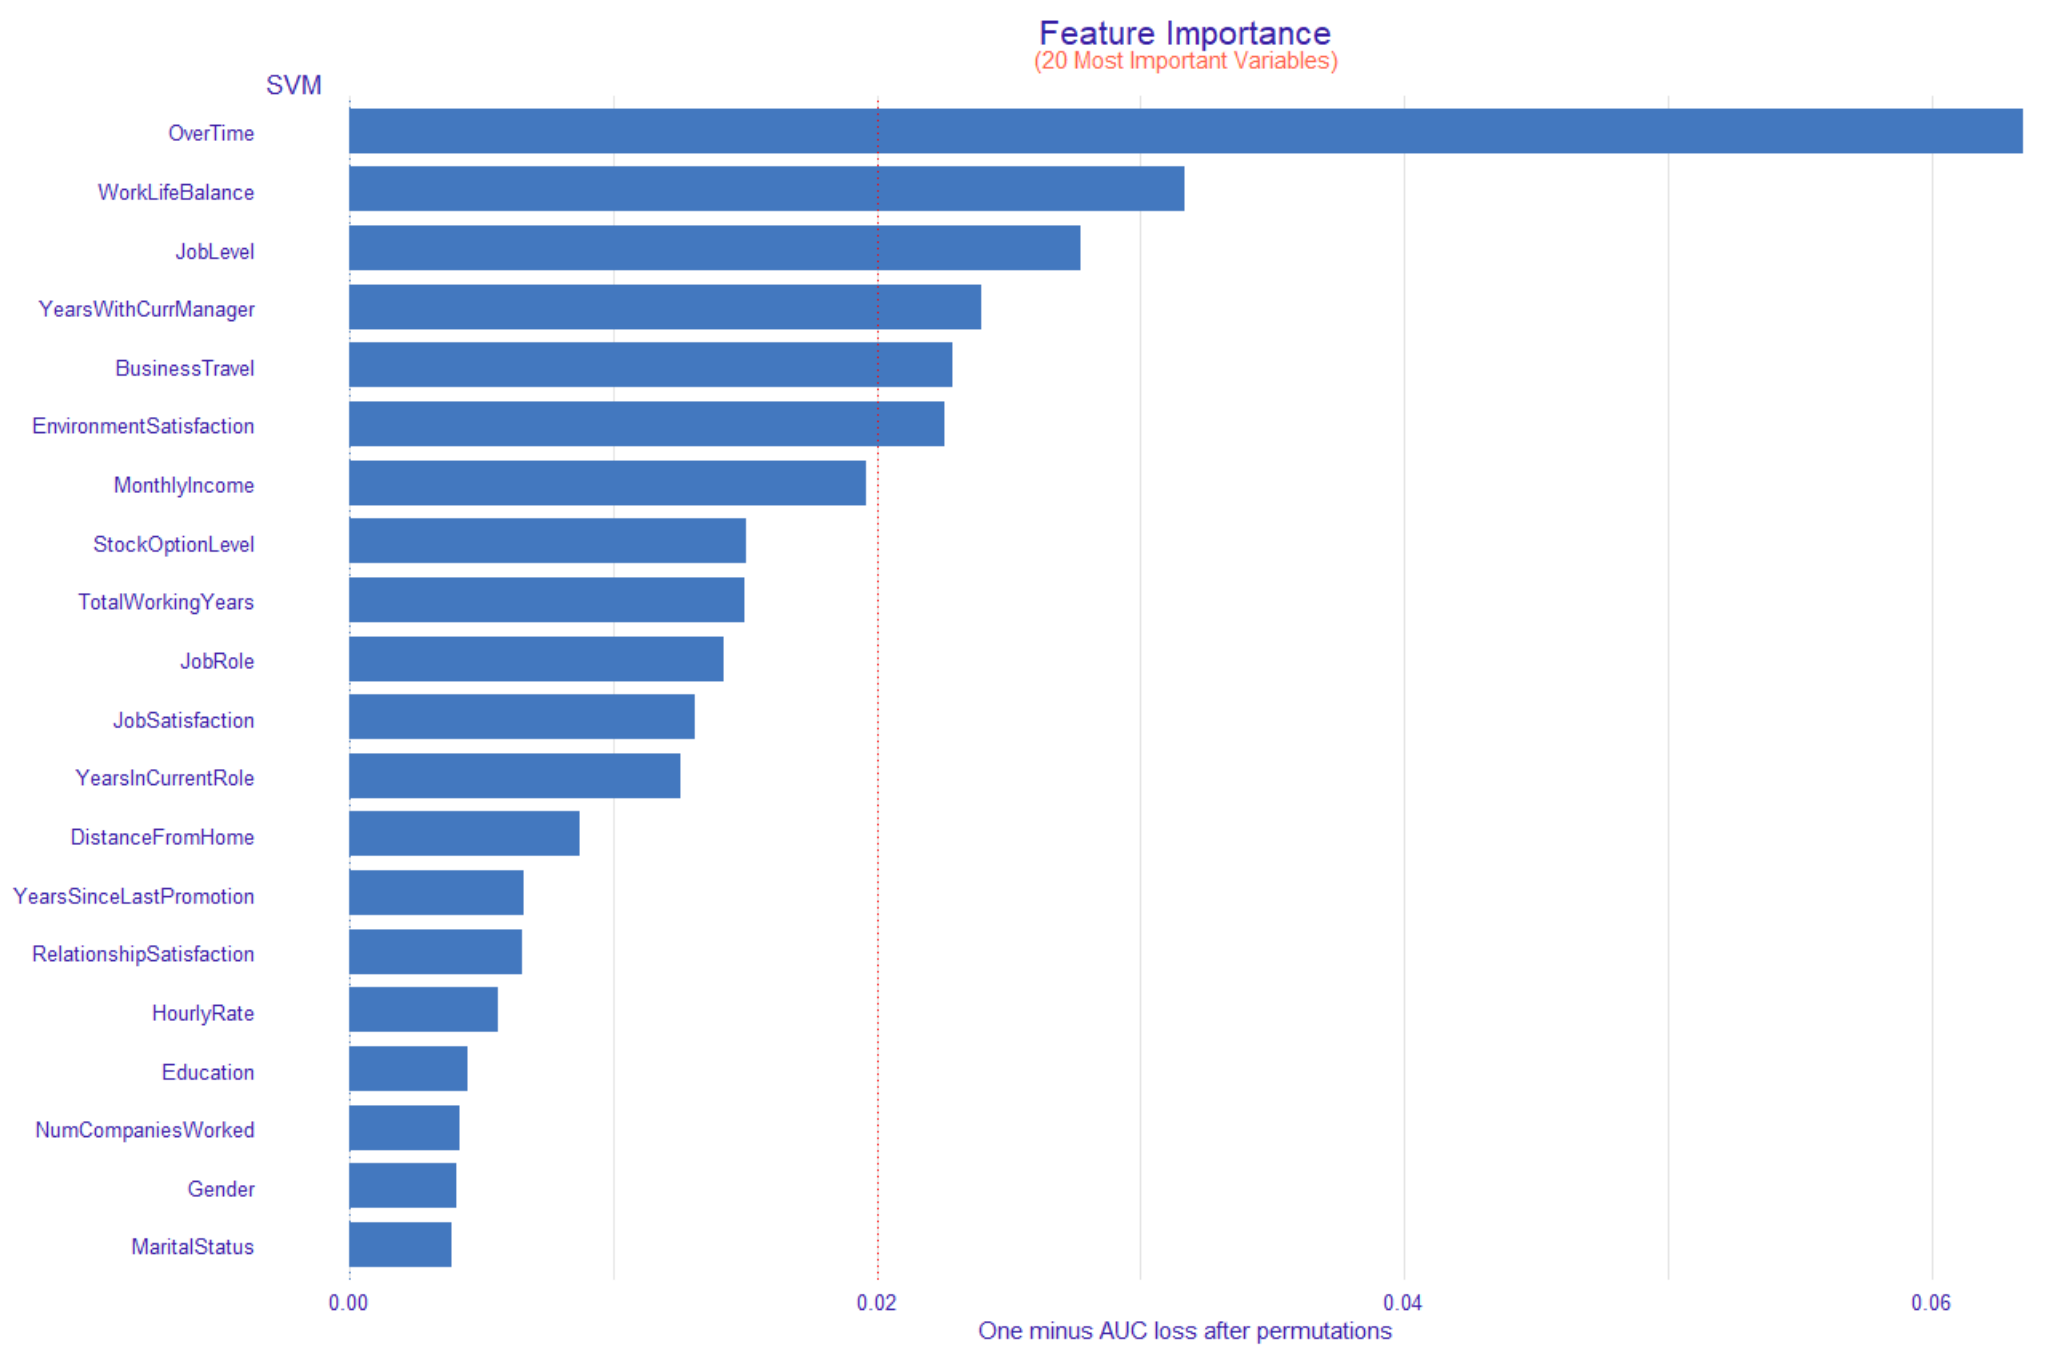 Feature Importance
(20 Most Important Variables)
SVM
OverTime
WorkLifeBalance
JobLevel
YearsWithCurrManager
BusinessTravel
EnvironmentSatisfaction
MonthlyIncome
StockOptionLevel
TotalWorkingYears
JobRole
JobSatisfaction
YearsInCurrentRole
DistanceFromHome
YearsSinceLastPromotion
RelationshipSatisfaction
HourlyRate
Education
NumCompaniesWorked
Gender
MaritalStatus
0.00 0.02 0.04 0.06
One minus AUC loss after permutations